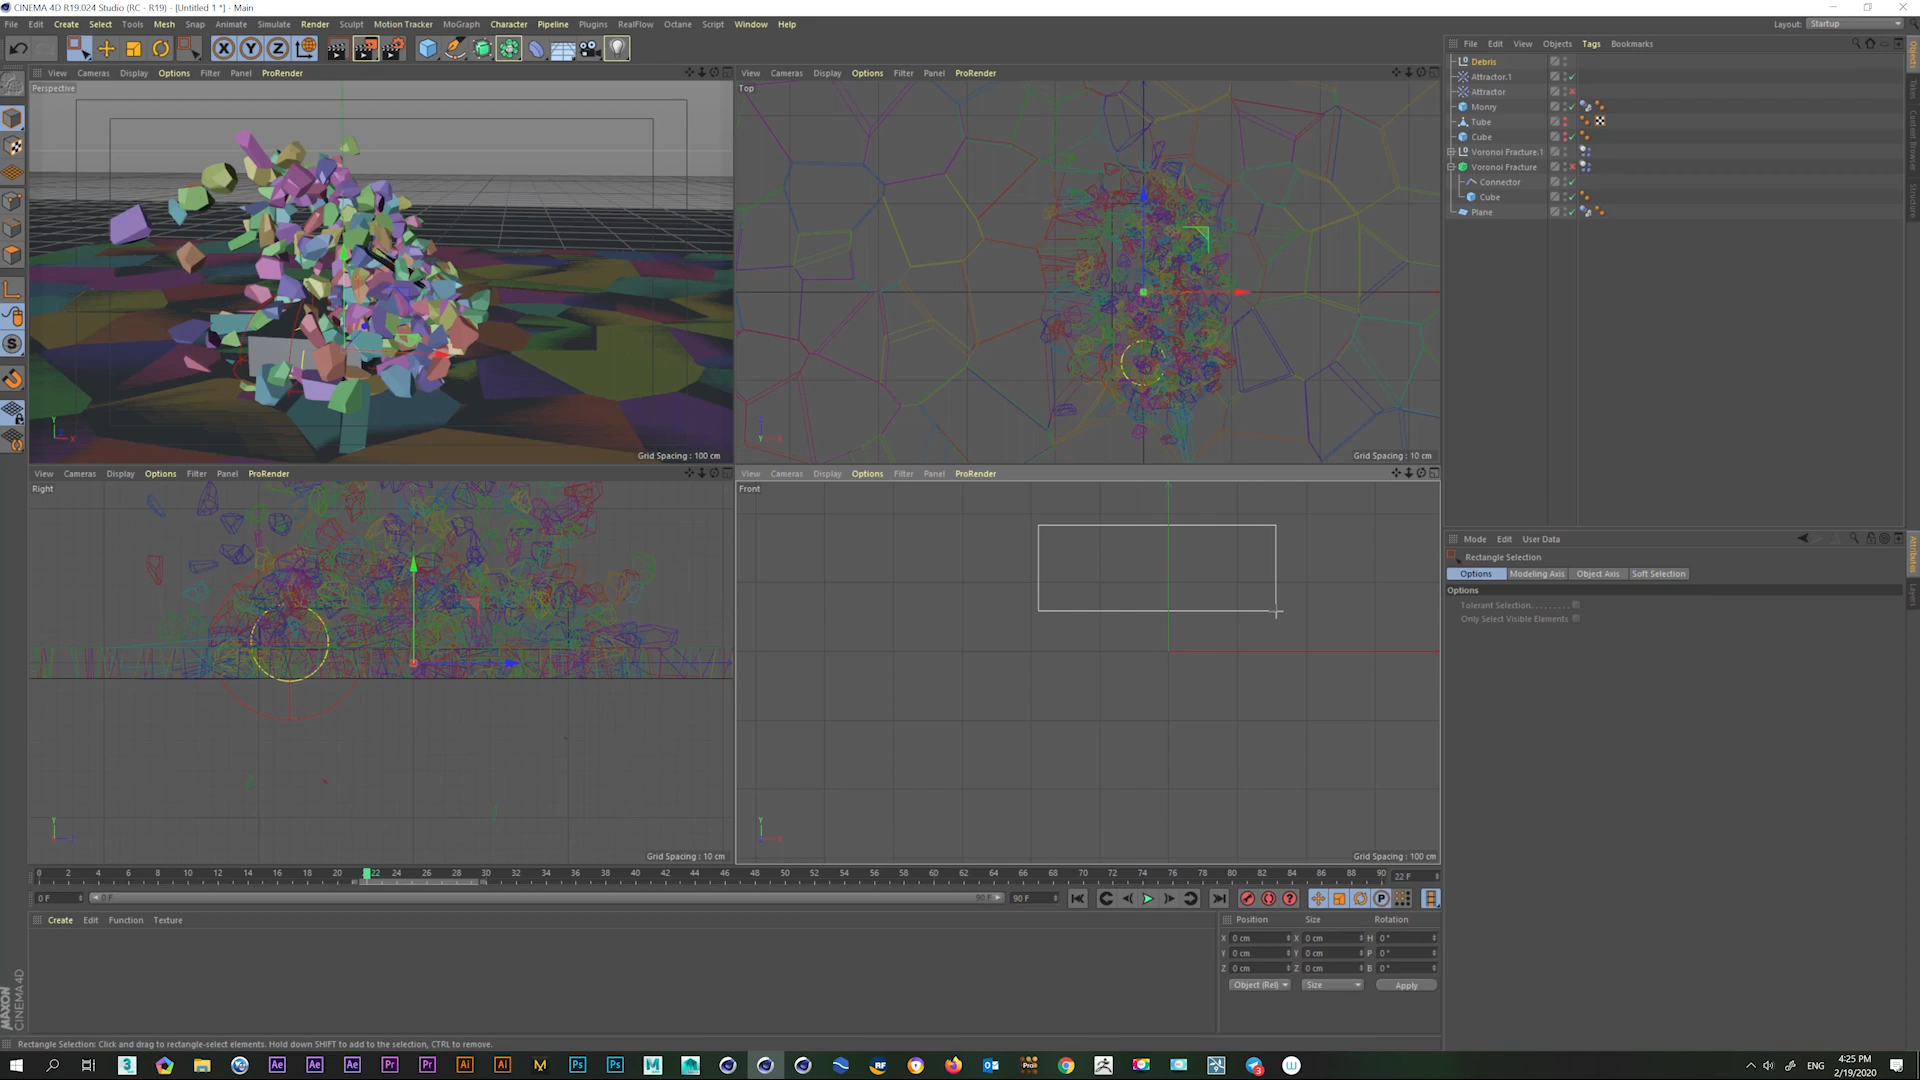 CINEMA 4D R19.024 Studio (RC - R19) - [Untitled 1 *] - Main
File Edit Create Select Tools Mesh Snap Animate Simulate Render Sculpt Motion Tracker MoGraph Character Pipeline Plugins RealFlow Octane Script Window Help
Layout: Startup
File Edit View Objects Tags Bookmarks
View Cameras Display Options Filter Panel ProRender
View Cameras Display Options Filter Panel ProRender
Perspective
Top
Debris
Attractor.1
Attractor
Monry
Tube
Cube
Voronoi Fracture.1
Voronoi Fracture
Connector
Cube
Plane
Objects
Takes
Content Browser
Structure
Grid Spacing : 100 cm
Grid Spacing : 10 cm
View Cameras Display Options Filter Panel ProRender
View Cameras Display Options Filter Panel ProRender
Right
Front
Mode Edit User Data
Rectangle Selection
Options Modeling Axis Object Axis Soft Selection
Options
Tolerant Selection. . . . . . . . .
Only Select Visible Elements
Attributes
Layers
Grid Spacing : 10 cm
Grid Spacing : 100 cm
0 2 4 6 8 10 12 14 16 18 20 22 24 26 28 30 32 34 36 38 40 42 44 46 48 50 52 54 56 58 60 62 64 66 68 70 72 74 76 78 80 82 84 86 88 90 22 F
0 F 0 F 90 F 90 F
Create Edit Function Texture
Position Size Rotation
X 0 cm X 0 cm H 0 °
Y 0 cm Y 0 cm P 0 °
Z 0 cm Z 0 cm B 0 °
Object (Rel) Size Apply
MAXON
CINEMA 4D
Rectangle Selection: Click and drag to rectangle-select elements. Hold down SHIFT to add to the selection, CTRL to remove.
ENG
4:25 PM
2/19/2020